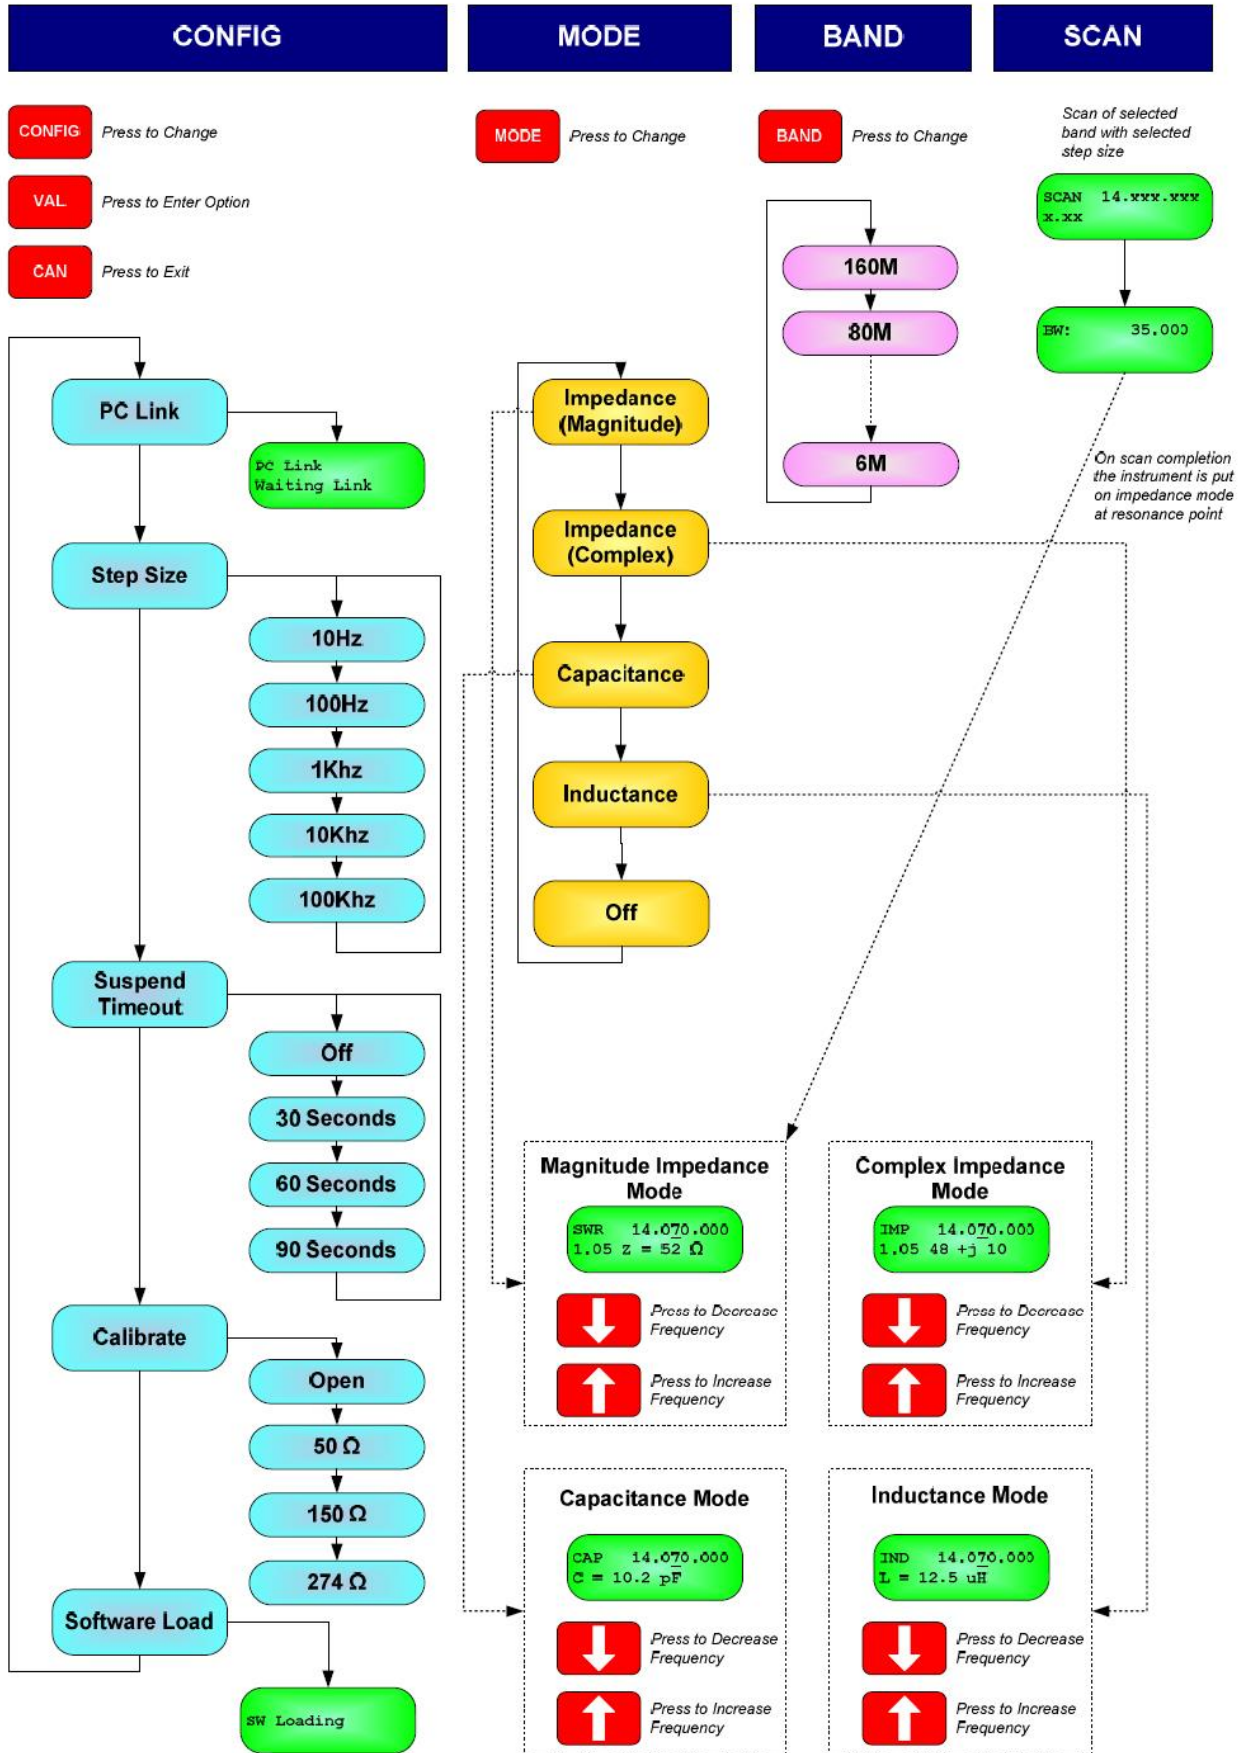 CONFIG
MODE
BAND
SCAN
CONFIG Press to Change
VAL Press to Enter Option
CAN Press to Exit
PC Link
PC Link
Waiting Link
Step Size
10Hz
100Hz
1Khz
10Khz
100Khz
Suspend
Timeout
Off
30 Seconds
60 Seconds
90 Seconds
Calibrate
Open
50 Ω
150 Ω
274 Ω
Software Load
SW Loading
MODE Press to Change
Impedance
(Magnitude)
Impedance
(Complex)
Capacitance
Inductance
Off
BAND Press to Change
160M
80M
6M
Scan of selected
band with selected
step size
SCAN 14.xxx.xxx
x.xx
BW: 35.000
On scan completion
the instrument is put
on impedance mode
at resonance point
Magnitude Impedance
Mode
SWR 14.070.000
1.05 Z = 52 Ω
Press to Decrease
Frequency
Press to Increase
Frequency
Complex Impedance
Mode
IMP 14.070.000
1.05 48 +j 10
Press to Decrease
Frequency
Press to Increase
Frequency
Capacitance Mode
CAP 14.070.000
C = 10.2 pF
Press to Decrease
Frequency
Press to Increase
Frequency
Inductance Mode
IND 14.070.000
L = 12.5 uH
Press to Decrease
Frequency
Press to Increase
Frequency